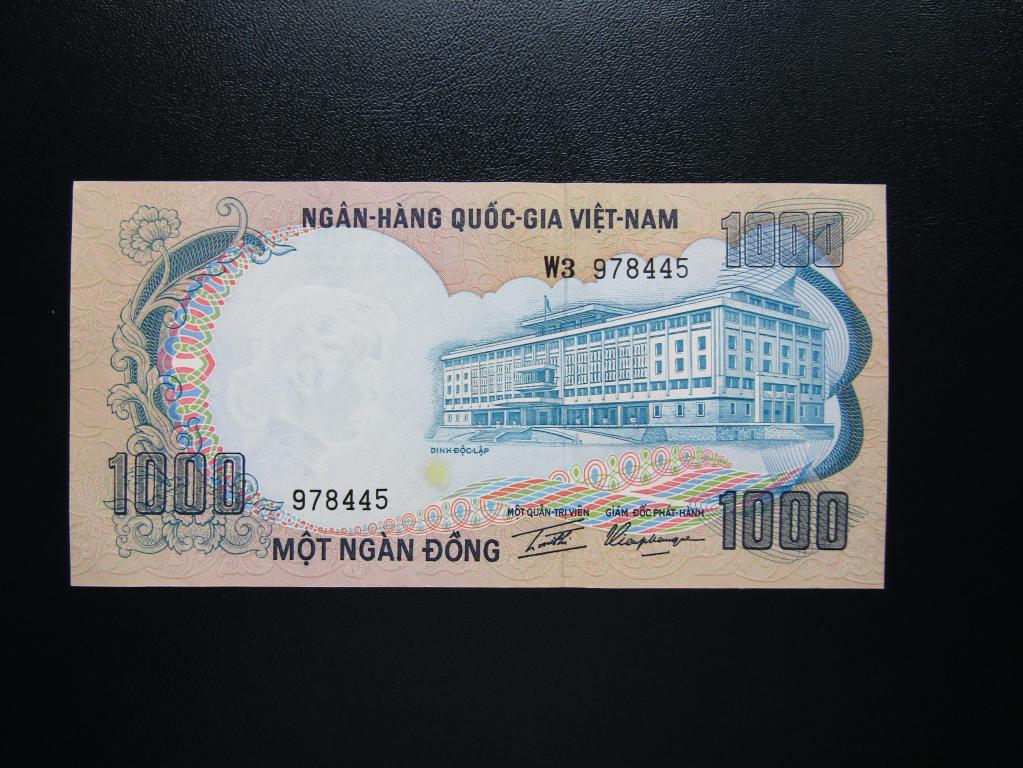 NGÂN-HÀNG QUỐC-GIA VIỆT-NAM
1000
W3 978445
DINH ĐỘC-LẬP
1000
978445
MỘT QUẢN-TRỊ VIÊN GIÁM ĐỐC PHÁT-HÀNH
1000
MỘT NGÀN ĐỒNG